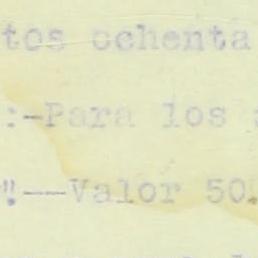 tos ochenta
:-Para los
"--Valor 50